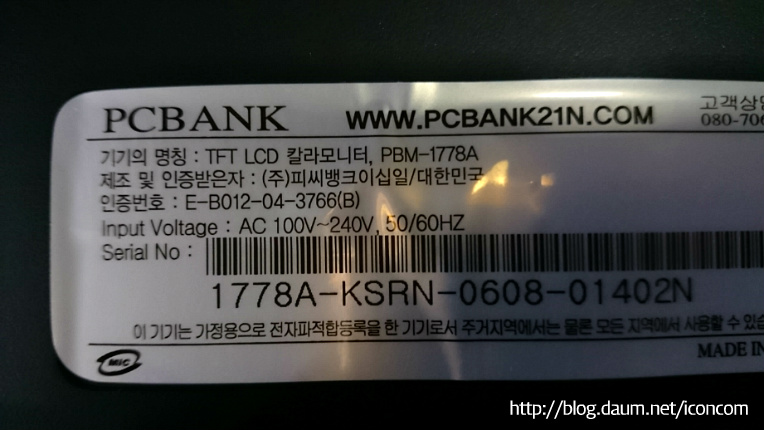 PCBANK WWW.PCBANK21N.COM 고객상담
080-706
기기의 명칭 : TFT LCD 칼라모니터, PBM-1778A
제조 및 인증받은자 : (주)피씨뱅크이십일/대한민국
인증번호 : E-B012-04-3766(B)
Input Voltage : AC 100V~240V, 50/60HZ
Serial No :
1778A-KSRN-0608-01402N
이 기기는 가정용으로 전자파적합등록을 한 기기로서 주거지역에서는 물론 모든 지역에서 사용할 수 있
MiC
MADE IN
http://blog.daum.net/iconcom